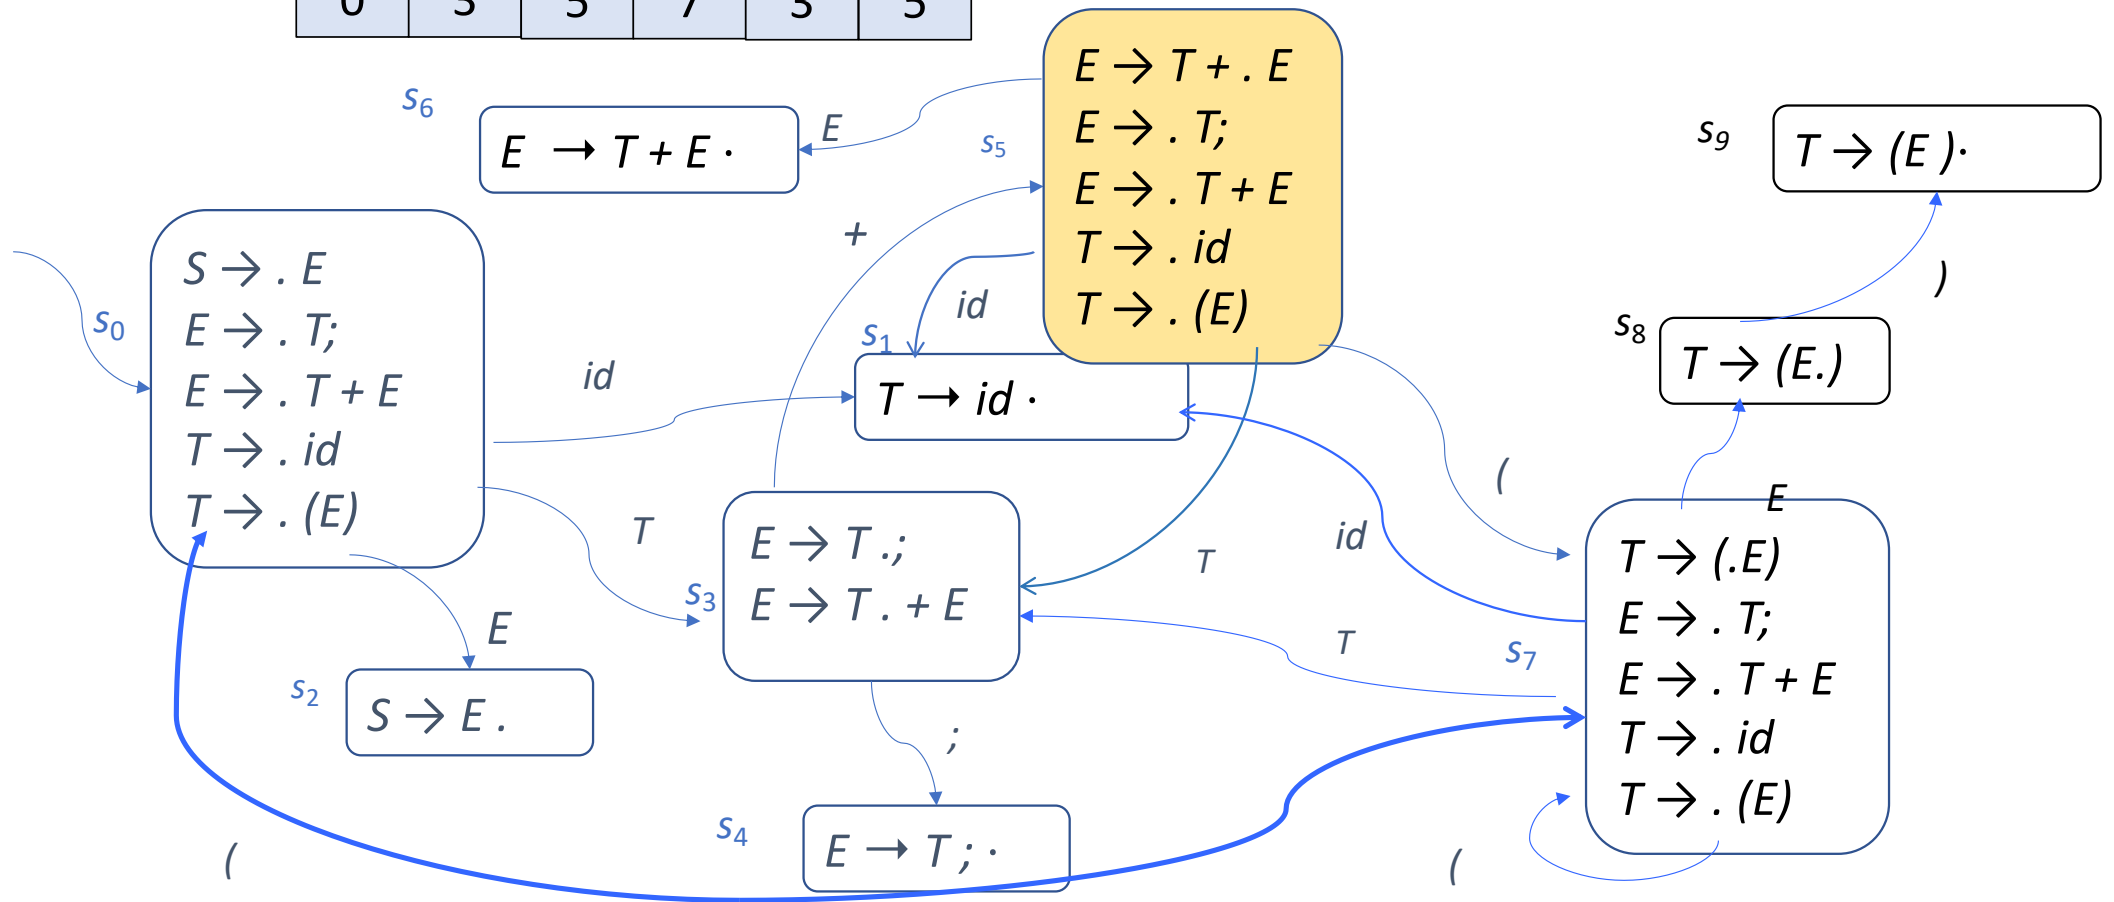 0 3 5 7 3 5
s6
E → T + E ·
E
s5
E → T + . E
E → . T;
E → . T + E
T → . id
T → . (E)
s9
T → (E )·
)
s0
S → . E
E → . T;
E → . T + E
T → . id
T → . (E)
+
id
id
s1
T → id ·
s8
T → (E.)
(
E
T
s3
E → T .;
E → T . + E
T
id
T
s7
T → (.E)
E → . T;
E → . T + E
T → . id
T → . (E)
E
s2
S → E .
;
s4
E → T ; ·
(
(